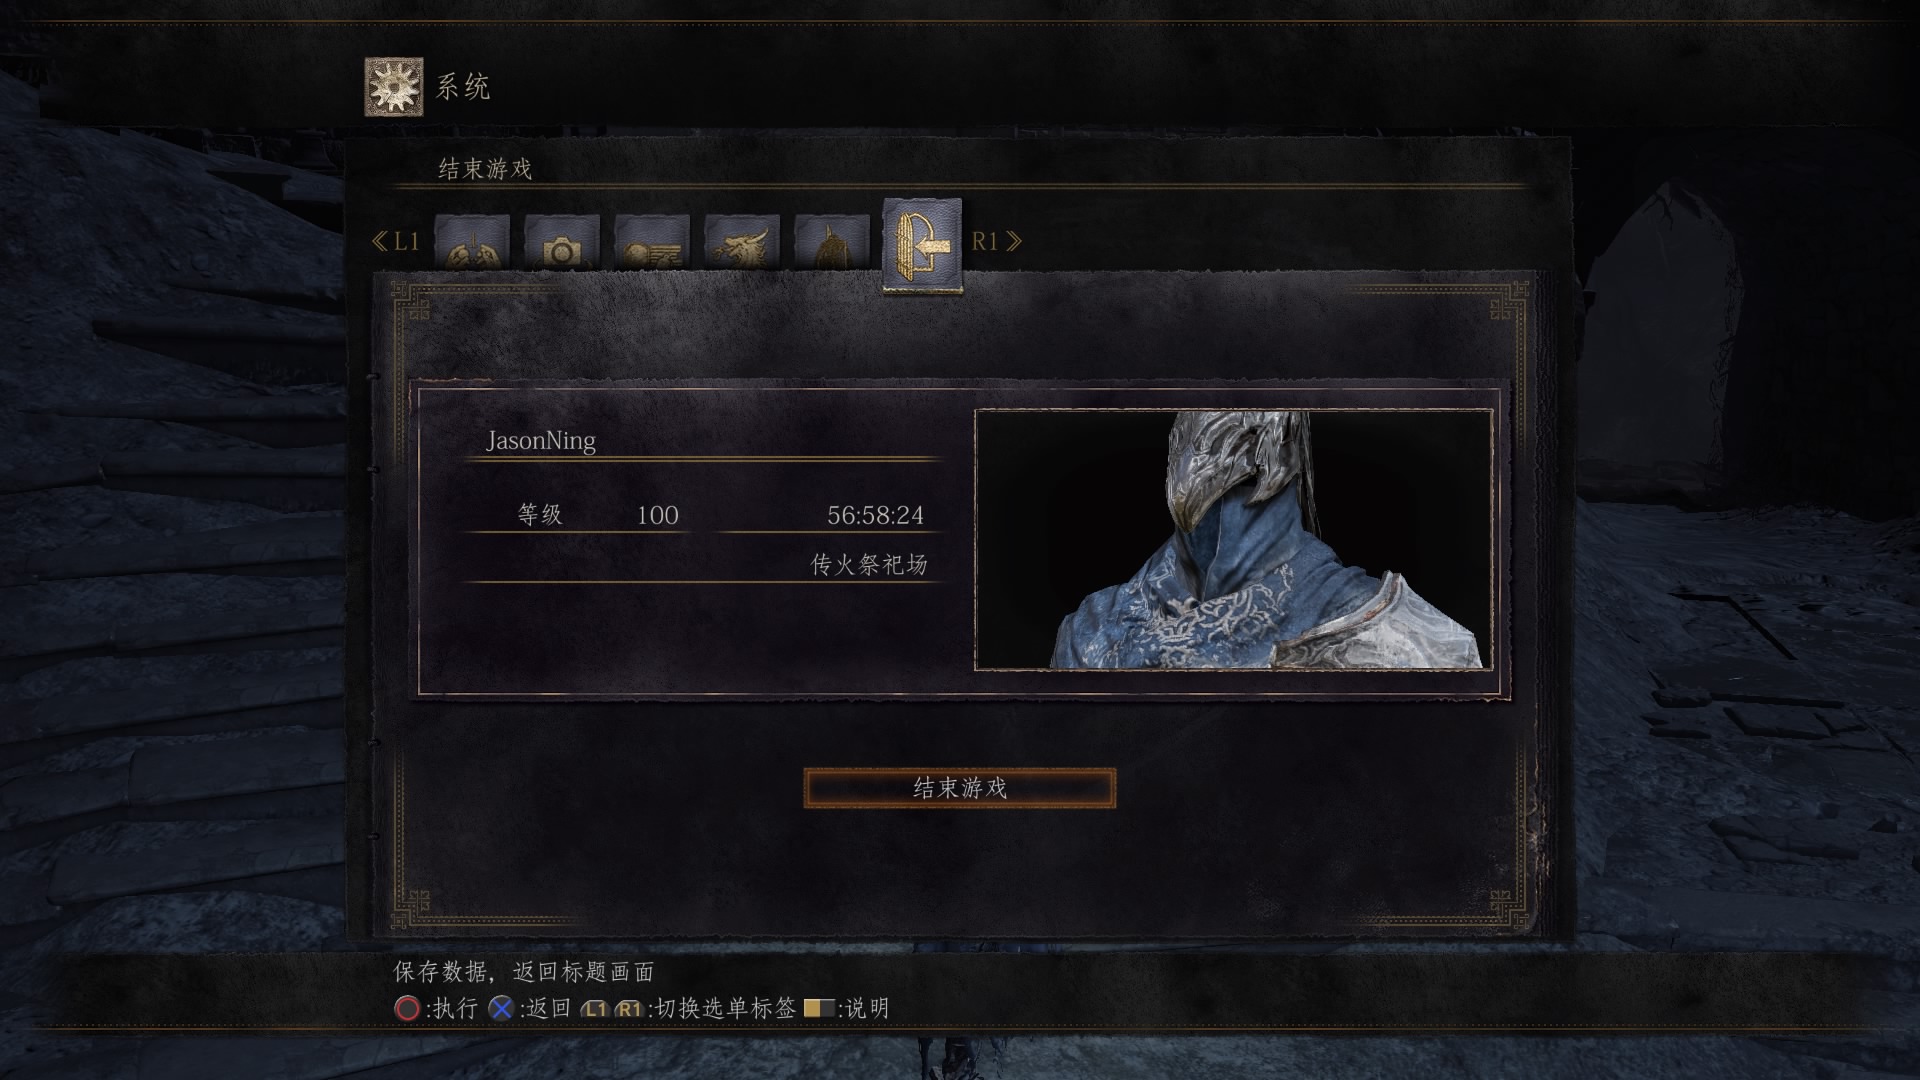 系统
结束游戏
L1 R1
JasonNing
等级 100 56:58:24
传火祭祀场
结束游戏
保存数据，返回标题画面
:执行 :返回 L1 R1:切换选单标签 :说明